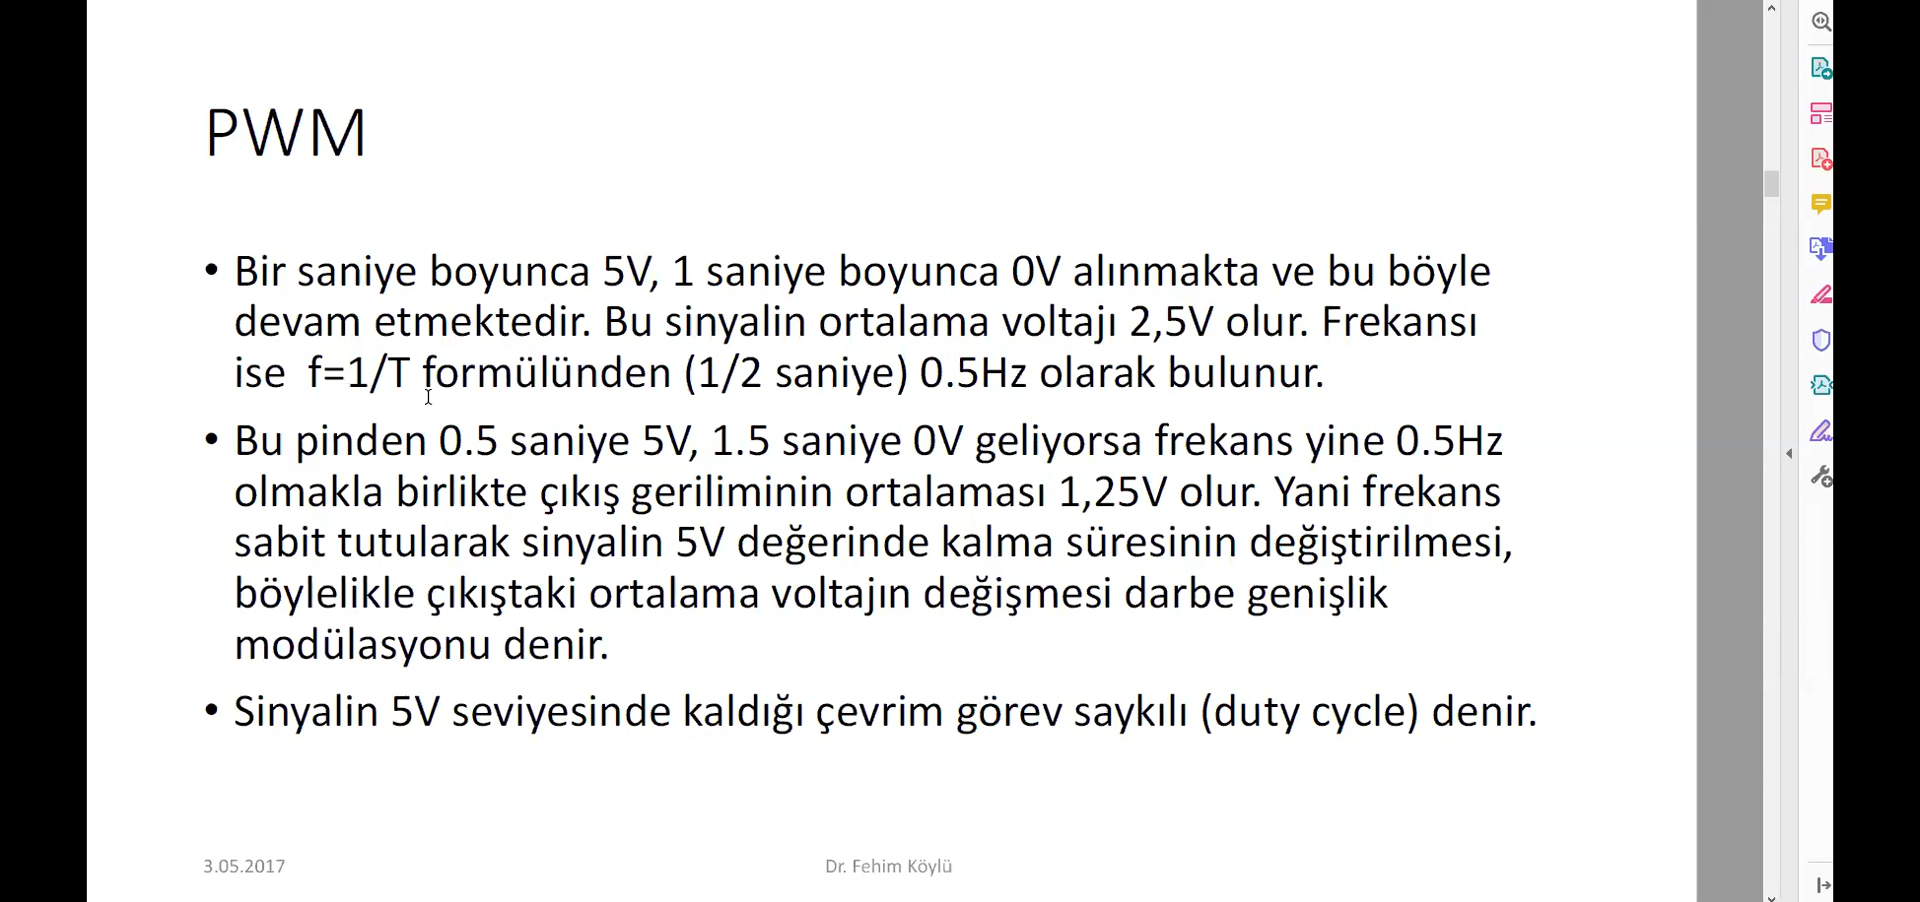 PWM
• Bir saniye boyunca 5V, 1 saniye boyunca 0V alınmakta ve bu böyle
devam etmektedir. Bu sinyalin ortalama voltajı 2,5V olur. Frekansı
ise  f=1/T formülünden (1/2 saniye) 0.5Hz olarak bulunur.
• Bu pinden 0.5 saniye 5V, 1.5 saniye 0V geliyorsa frekans yine 0.5Hz
olmakla birlikte çıkış geriliminin ortalaması 1,25V olur. Yani frekans
sabit tutularak sinyalin 5V değerinde kalma süresinin değiştirilmesi,
böylelikle çıkıştaki ortalama voltajın değişmesi darbe genişlik
modülasyonu denir.
• Sinyalin 5V seviyesinde kaldığı çevrim görev saykılı (duty cycle) denir.
3.05.2017
Dr. Fehim Köylü